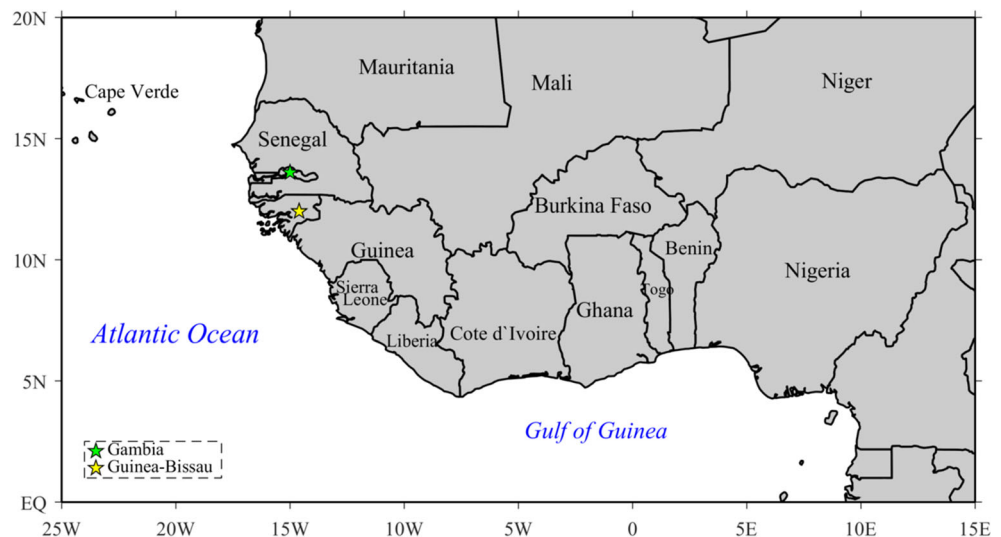 20N
Mauritania
Mali
Niger
Cape Verde
15N
Senegal
Burkina Faso
Benin
10N
Guinea
Nigeria
Sierra
Leone
Togo
Ghana
Atlantic Ocean
Liberia
Cote d`Ivoire
5N
Gulf of Guinea
Gambia
Guinea-Bissau
EQ
25W 20W 15W 10W 5W 0 5E 10E 15E